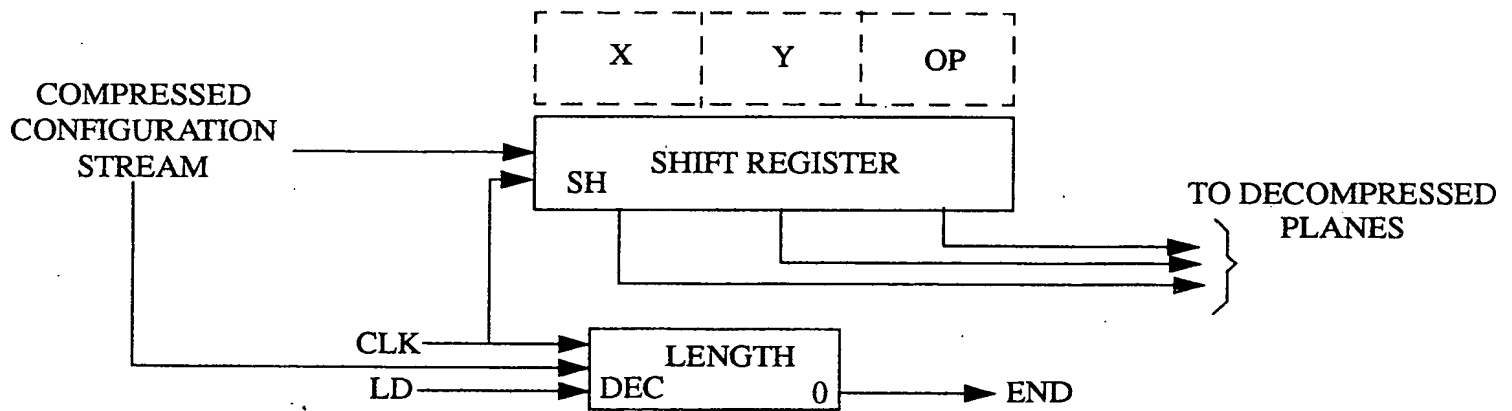 X Y OP
COMPRESSED
CONFIGURATION
STREAM
SHIFT REGISTER
SH
TO DECOMPRESSED
PLANES
CLK
LENGTH
LD
DEC 0
END